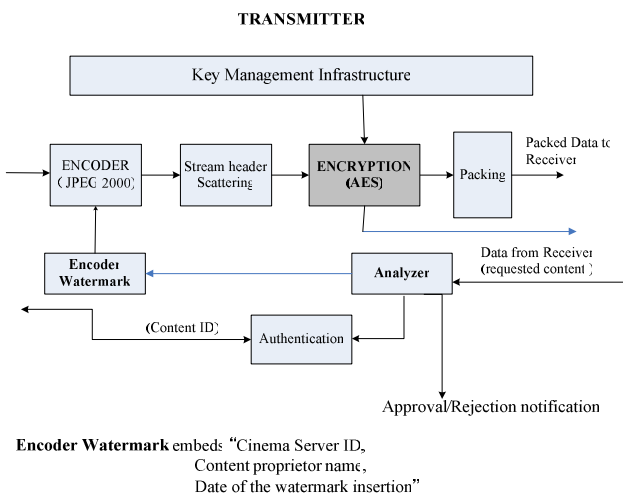 TRANSMITTER
Key Management Infrastructure
ENCODER
(JPEG 2000)
Stream header
Scattering
ENCRYPTION
(AES)
Packing
Packed Data to
Receiver
Encoder
Watermark
Analyzer
Data from Receiver
(requested content )
(Content ID)
Authentication
Approval/Rejection notification
Encoder Watermark embeds “Cinema Server ID,
Content proprietor name,
Date of the watermark insertion”